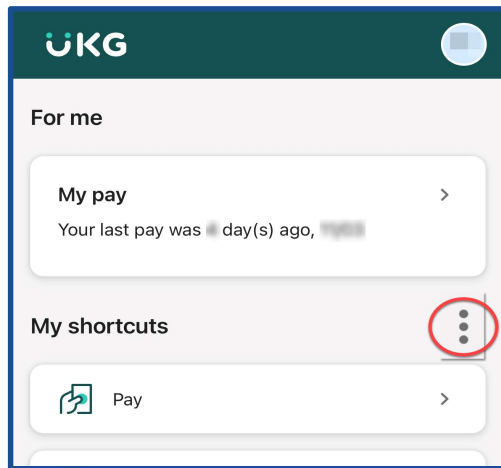 UKG
For me
My pay
Your last pay was day(s) ago,
My shortcuts
Pay